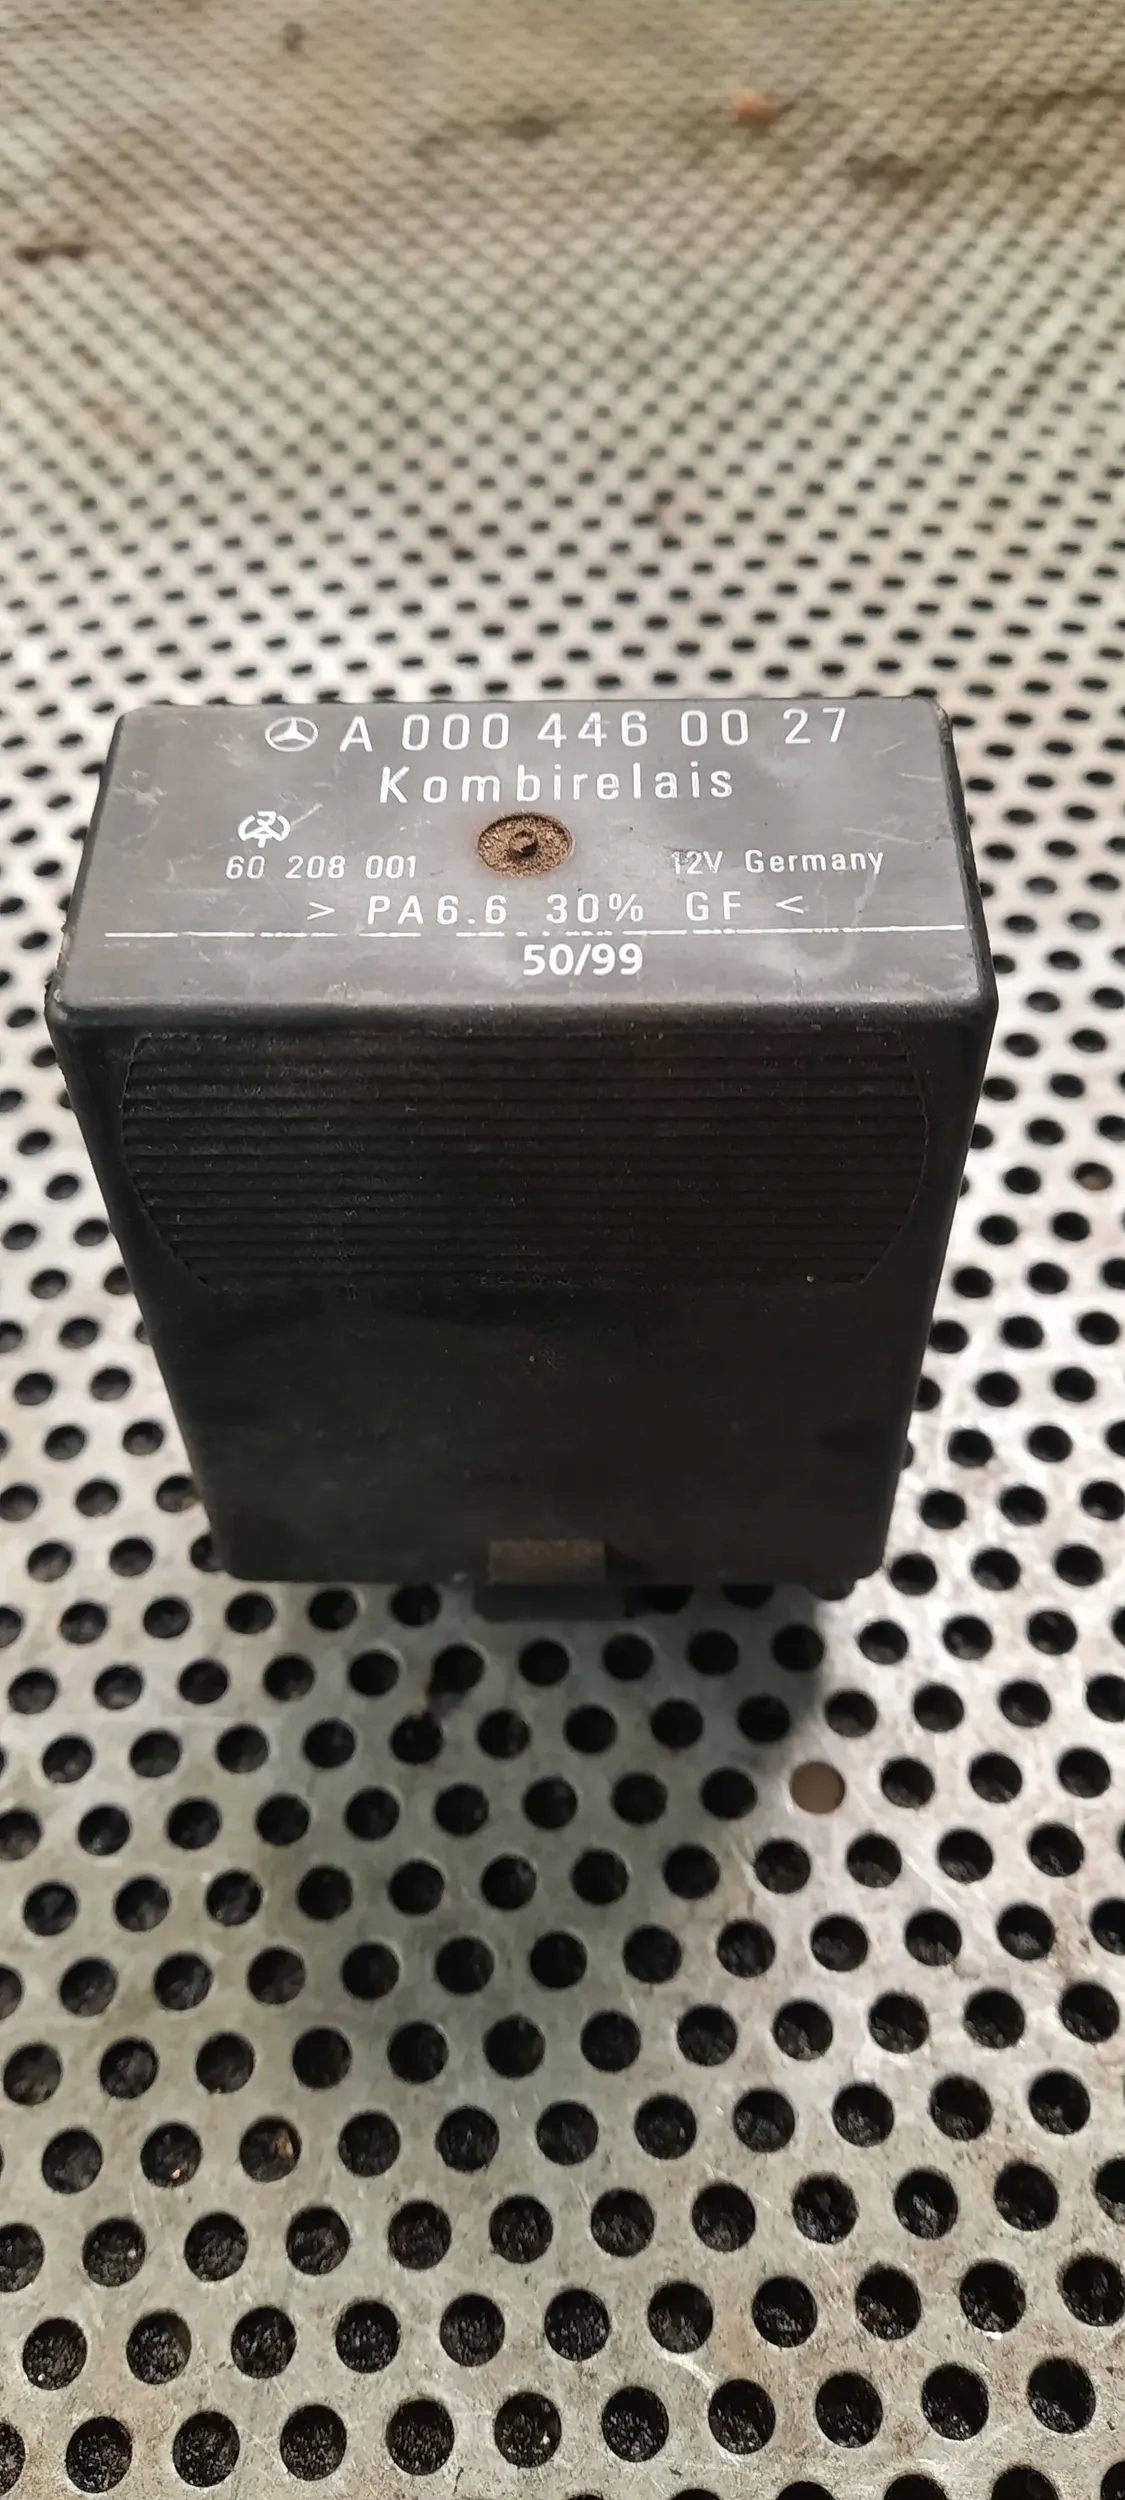 A 000 446 00 27
Kombirelais
60 208 001
12V Germany
> PA6.6 30% GF <
50/99